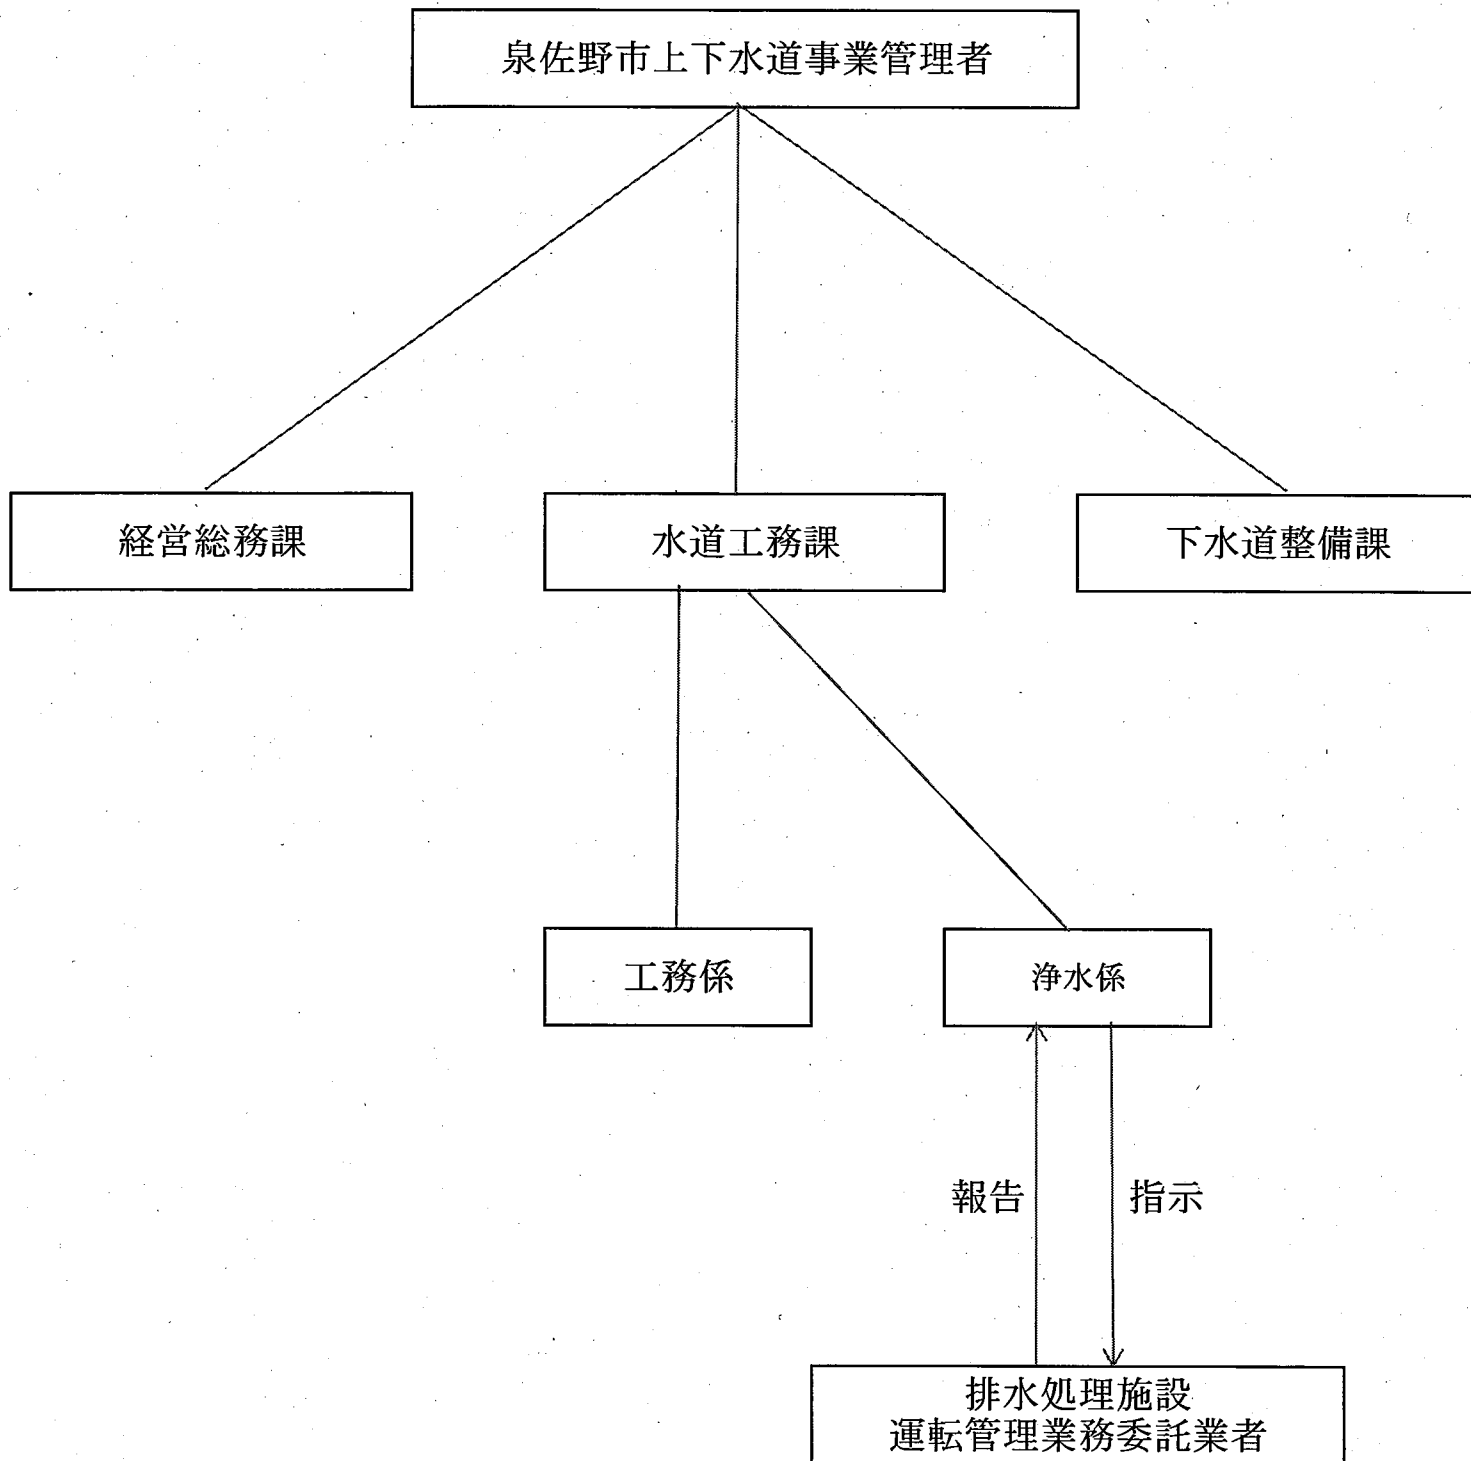 泉佐野市上下水道事業管理者
経営総務課
水道工務課
下水道整備課
工務係
浄水係
報告
指示
排水処理施設
運転管理業務委託業者